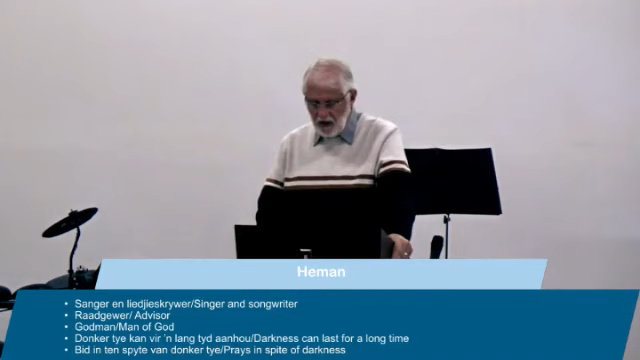 Heman
• Sanger en liedjieskrywer/Singer and songwriter
• Raadgewer/ Advisor
• Godman/Man of God
• Donker tye kan vir 'n lang tyd aanhou/Darkness can last for a long time
• Bid in ten spyte van donker tye/Prays in spite of darkness